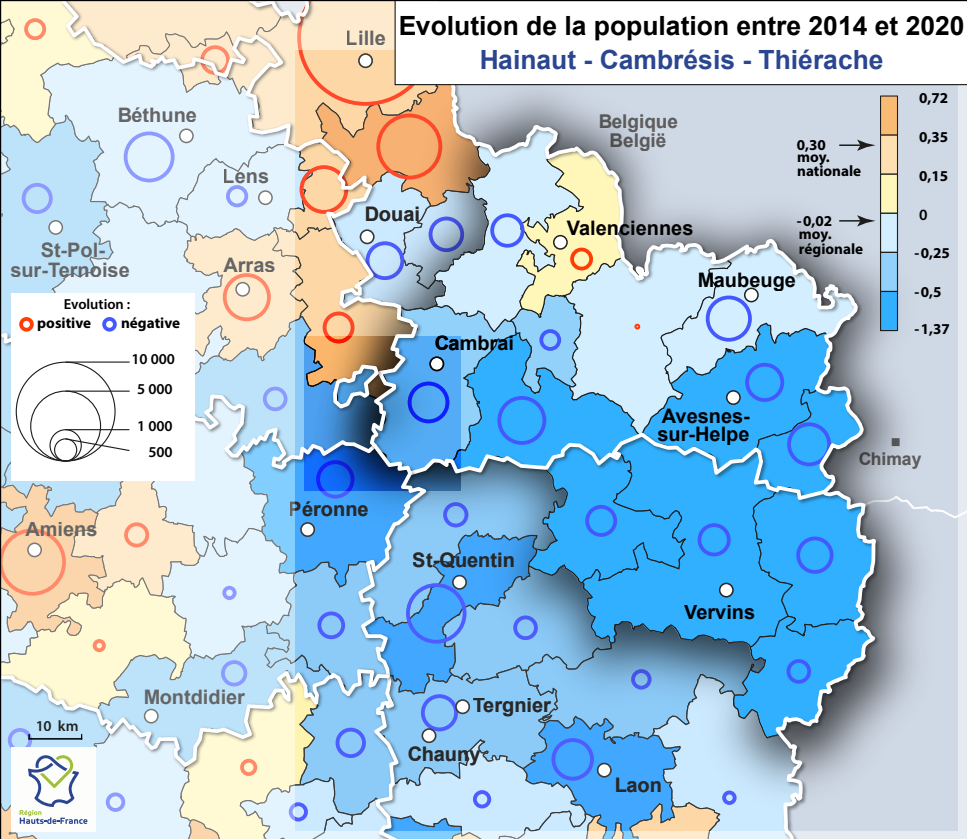 Evolution de la population entre 2014 et 2020
Hainaut - Cambrésis - Thiérache
Lille
Béthune
Lens
Douai
Belgique
België
0,72
0,35
0,30
moy.
nationale
0,15
0
-0,02
moy.
régionale
-0,25
-0,5
-1,37
St-Pol-
sur-Ternoise
Arras
Valenciennes
Maubeuge
Evolution :
positive
négative
10 000
5 000
1 000
500
Cambrai
Avesnes-
sur-Helpe
Chimay
Péronne
Amiens
St-Quentin
Vervins
Montdidier
Tergnier
Chauny
Laon
10 km
Région
Hauts-de-France